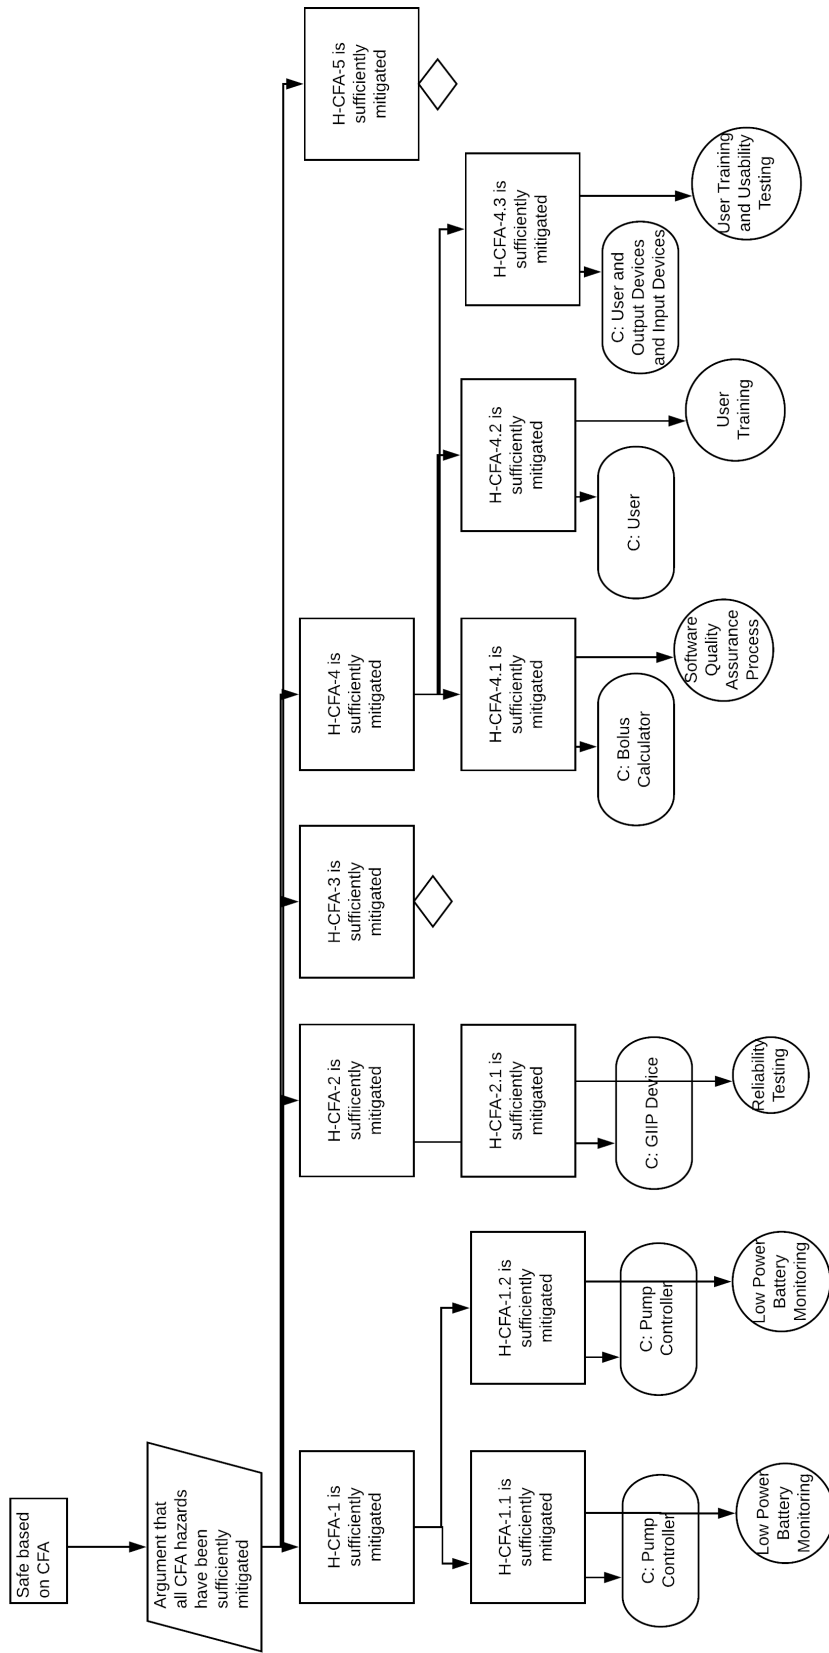 Safe based
on CFA
Argument that
all CFA hazards
have been
sufficiently
mitigated
H-CFA-1 is
sufficiently
mitigated
H-CFA-2 is
suffiicently
mitigated
H-CFA-3 is
sufficiently
mitigated
H-CFA-4 is
sufficiently
mitigated
H-CFA-5 is
sufficiently
mitigated
H-CFA-1.1 is
sufficiently
mitigated
H-CFA-1.2 is
sufficiently
mitigated
H-CFA-2.1 is
sufficiently
mitigated
H-CFA-4.1 is
sufficiently
mitigated
H-CFA-4.2 is
sufficiently
mitigated
H-CFA-4.3 is
sufficiently
mitigated
C: Pump
Controller
C: Pump
Controller
C: GIIP Device
C: Bolus
Calculator
C: User
C: User and
Output Devices
and Input Devices
Low Power
Battery
Monitoring
Low Power
Battery
Monitoring
Reliability
Testing
Software
Quality
Assurance
Process
User
Training
User Training
and Usability
Testing